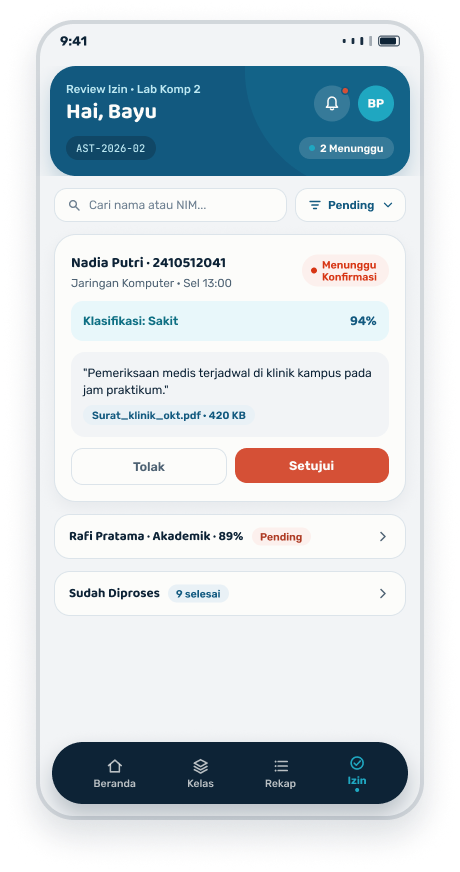 9:41
Review Izin • Lab Komp 2
Hai, Bayu
BP
AST-2026-02
2 Menunggu
Cari nama atau NIM...
Pending
Nadia Putri • 2410512041
Menunggu
Konfirmasi
Jaringan Komputer • Sel 13:00
Klasifikasi: Sakit
94%
"Pemeriksaan medis terjadwal di klinik kampus pada
jam praktikum."
Surat_klinik_okt.pdf • 420 KB
Tolak
Setujui
Rafi Pratama • Akademik • 89%
Pending
Sudah Diproses
9 selesai
Beranda
Kelas
Rekap
Izin